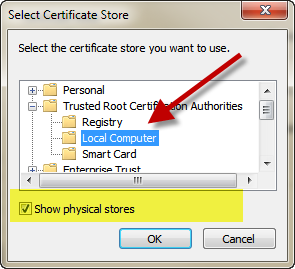 Select Certificate Store
Select the certificate store you want to use.
Personal
Trusted Root Certification Authorities
Registry
Local Computer
Smart Card
Enterprise Trust
Show physical stores
OK
Cancel